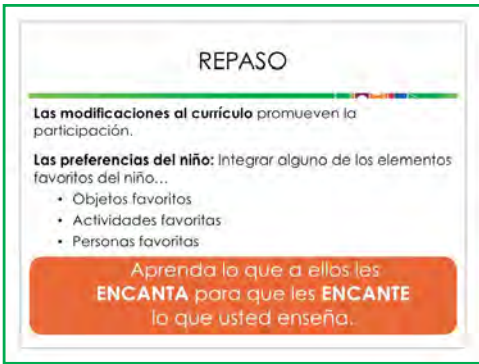 REPASO
Las modificaciones al currículo promueven la
participación.
Las preferencias del niño: Integrar alguno de los elementos
favoritos del niño…
• Objetos favoritos
• Actividades favoritas
• Personas favoritas
Aprenda lo que a ellos les
ENCANTA para que les ENCANTE
lo que usted enseña.